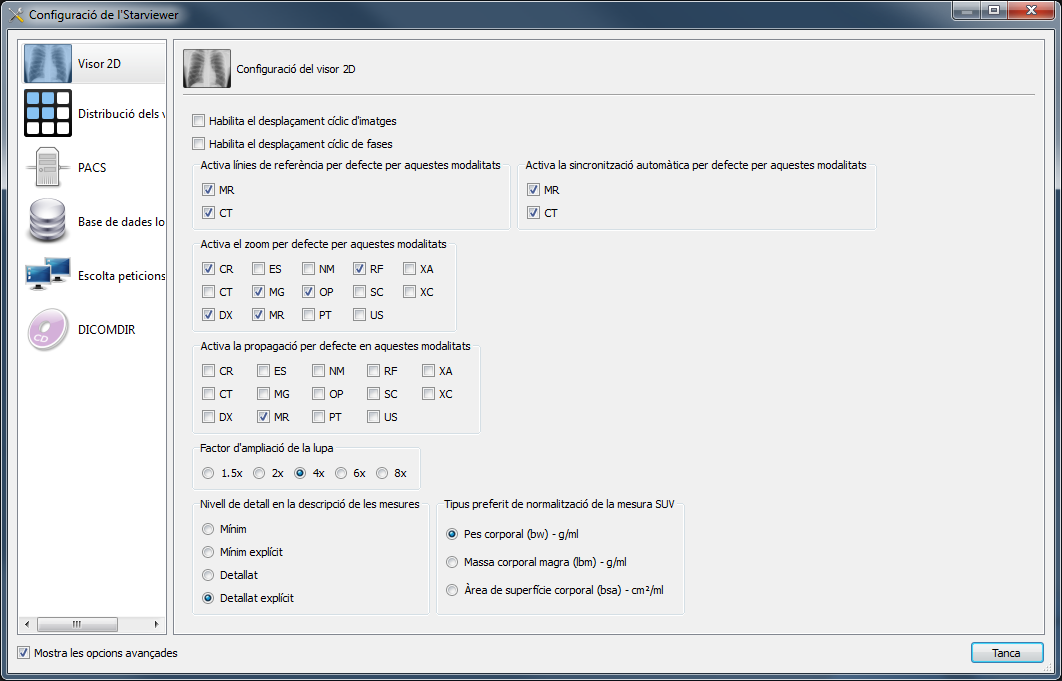 Configuració de l'Starviewer
Visor 2D
Distribució dels v
PACS
Base de dades lo
Escolta peticions
CD
DICOMDIR
Configuració del visor 2D
Habilita el desplaçament cíclic d'imatges
Habilita el desplaçament cíclic de fases
Activa línies de referència per defecte per aquestes modalitats
MR
CT
Activa la sincronització automàtica per defecte per aquestes modalitats
MR
CT
Activa el zoom per defecte per aquestes modalitats
CR ES NM RF XA
CT MG OP SC XC
DX MR PT US
Activa la propagació per defecte en aquestes modalitats
CR ES NM RF XA
CT MG OP SC XC
DX MR PT US
Factor d'ampliació de la lupa
1.5x 2x 4x 6x 8x
Nivell de detall en la descripció de les mesures
Mínim
Mínim explícit
Detallat
Detallat explícit
Tipus preferit de normalització de la mesura SUV
Pes corporal (bw) - g/ml
Massa corporal magra (lbm) - g/ml
Àrea de superfície corporal (bsa) - cm²/ml
Mostra les opcions avançades
Tanca